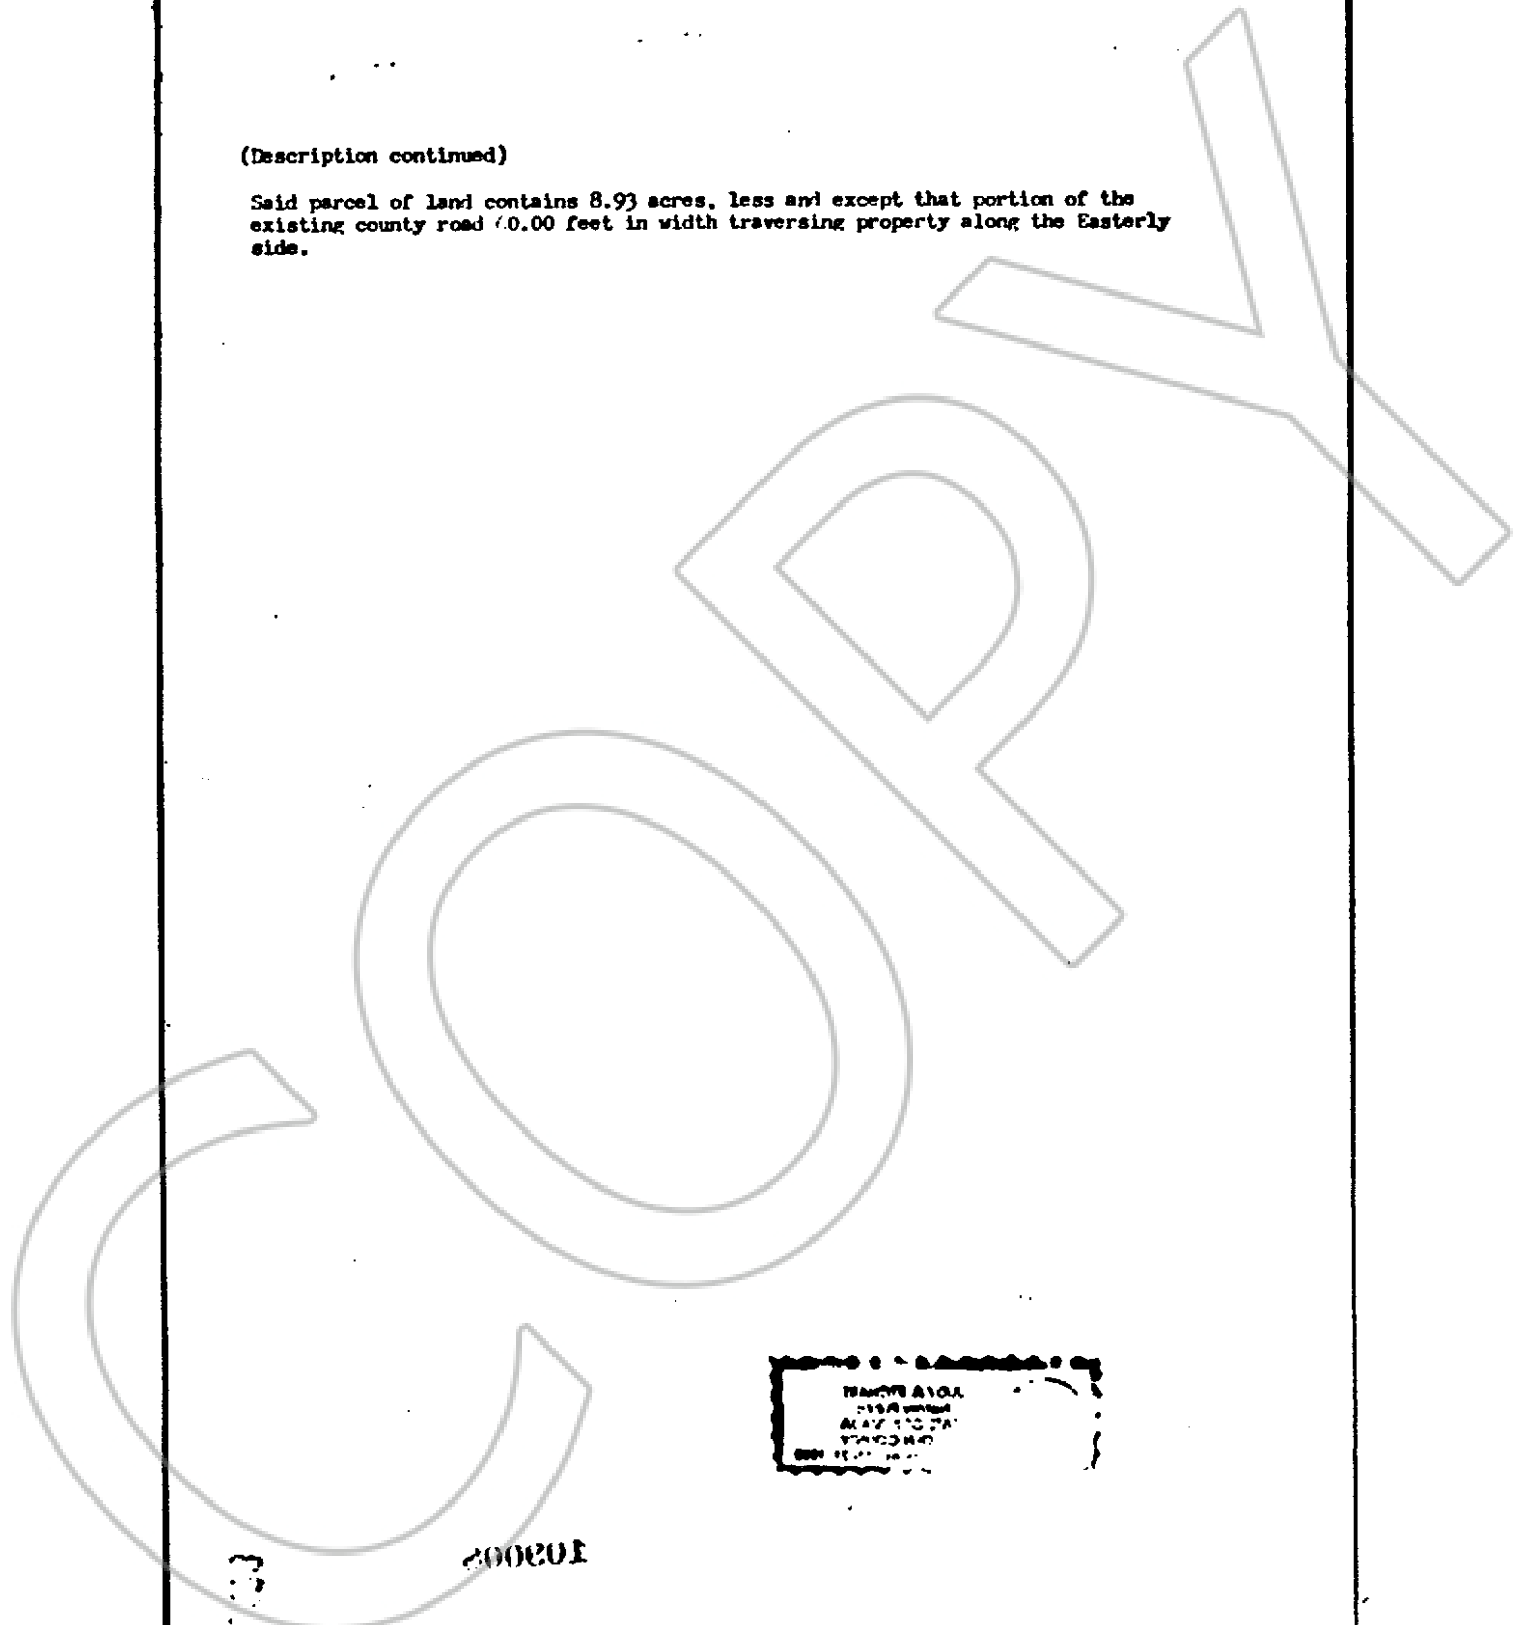 (Description continued)
Said parcel of land contains 8.93 acres, less and except that portion of the
existing county road 0.00 feet in width traversing property along the Easterly
side.
COPY